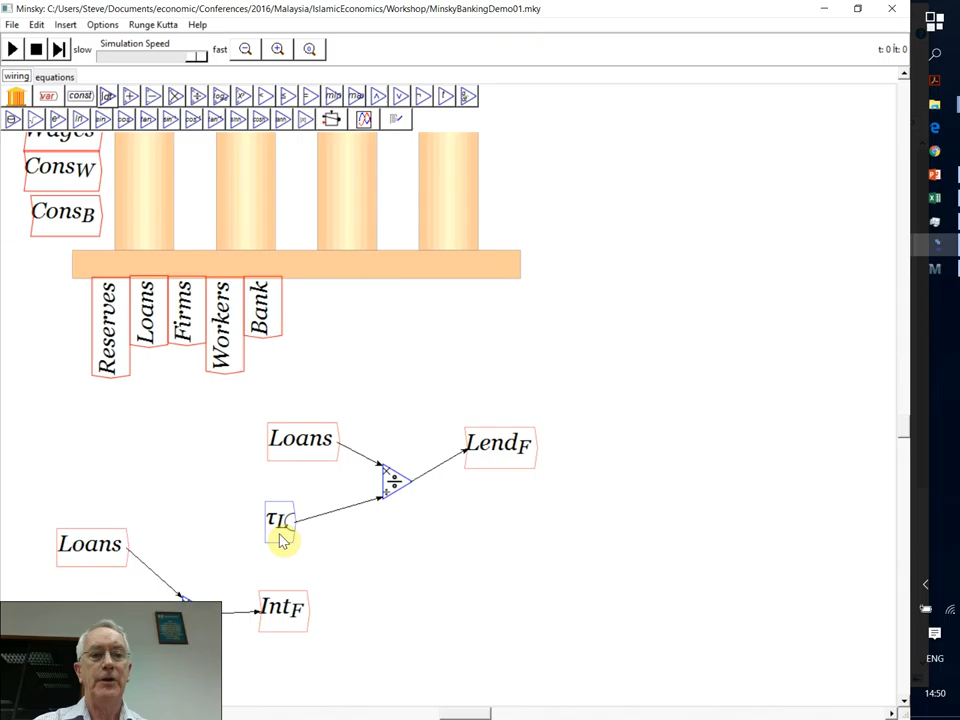 Minsky: C:/Users/Steve/Documents/economic/Conferences/2016/Malaysia/IslamicEconomics/Workshop/MinskyBankingDemo01.mky
File Edit Insert Options Runge Kutta Help
Simulation Speed
slow fast
t: 0 Δt: 0
wiring equations
var const
Wages
ConsW
ConsB
Reserves
Loans
Firms
Workers
Bank
Loans
LendF
÷
τL
Loans
IntF
ENG
14:50